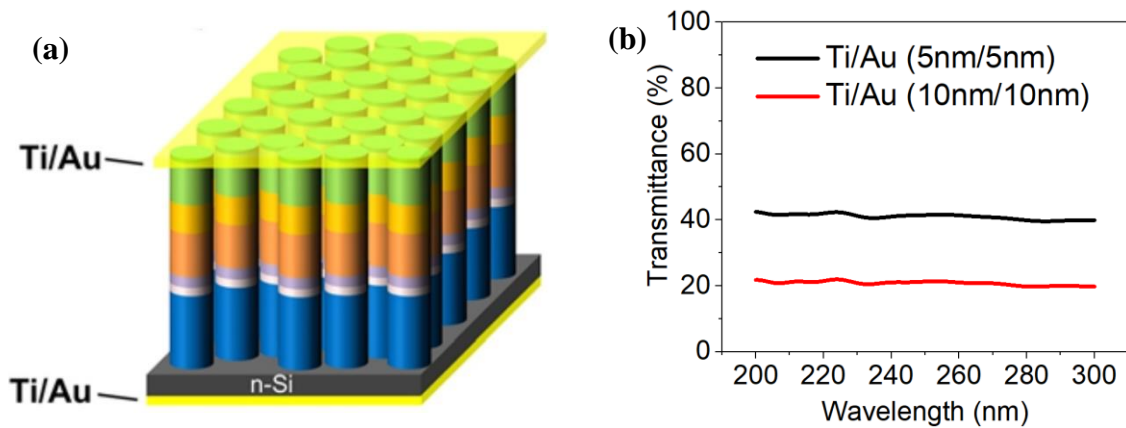 (a)
Ti/Au
n-Si
Ti/Au
(b)
Ti/Au (5nm/5nm)
Ti/Au (10nm/10nm)
Transmittance (%)
100
80
60
40
20
0
200 220 240 260 280 300
Wavelength (nm)